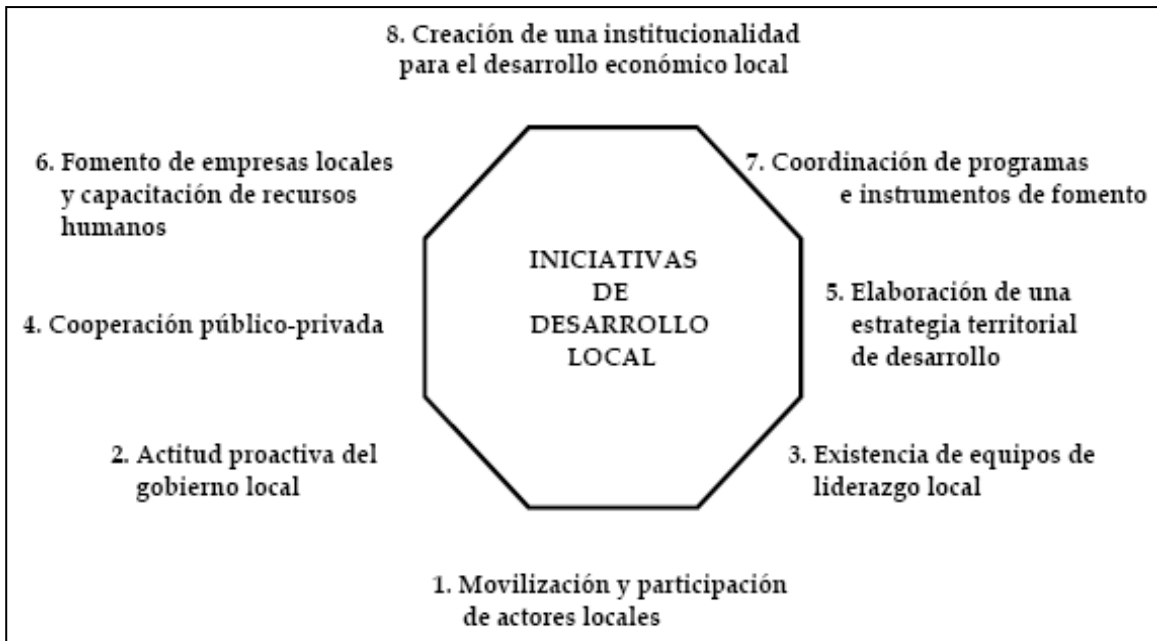 8. Creación de una institucionalidad
para el desarrollo económico local
6. Fomento de empresas locales
y capacitación de recursos
humanos
7. Coordinación de programas
e instrumentos de fomento
INICIATIVAS
DE
DESARROLLO
LOCAL
4. Cooperación público-privada
5. Elaboración de una
estrategia territorial
de desarrollo
2. Actitud proactiva del
gobierno local
3. Existencia de equipos de
liderazgo local
1. Movilización y participación
de actores locales